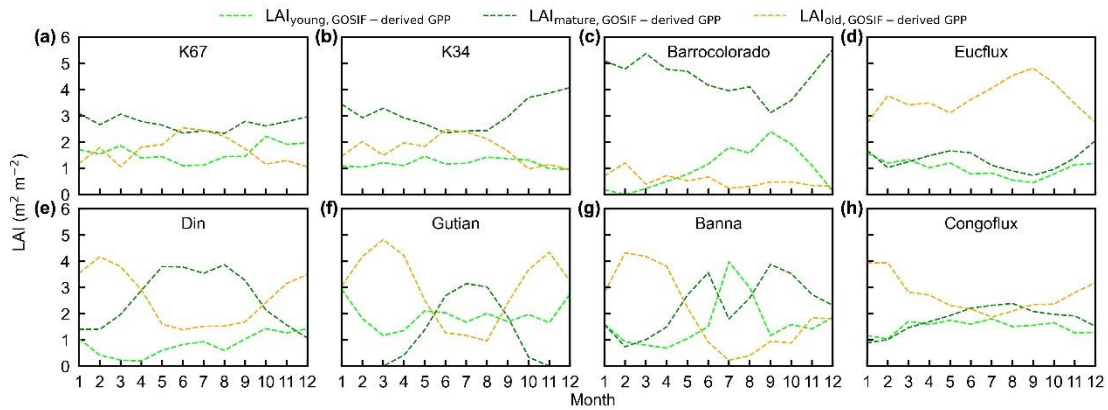 LAIyoung, GOSIF − derived GPP LAImature, GOSIF − derived GPP LAIold, GOSIF − derived GPP
(a) K67 (b) K34 (c) Barrocolorado (d) Eucflux
6
5
4
3
2
1
0
(e) Din (f) Gutian (g) Banna (h) Congoflux
6
5
4
3
2
1
0
LAI (m² m⁻²)
1 2 3 4 5 6 7 8 9 10 11 12 1 2 3 4 5 6 7 8 9 10 11 12 1 2 3 4 5 6 7 8 9 10 11 12 1 2 3 4 5 6 7 8 9 10 11 12
Month